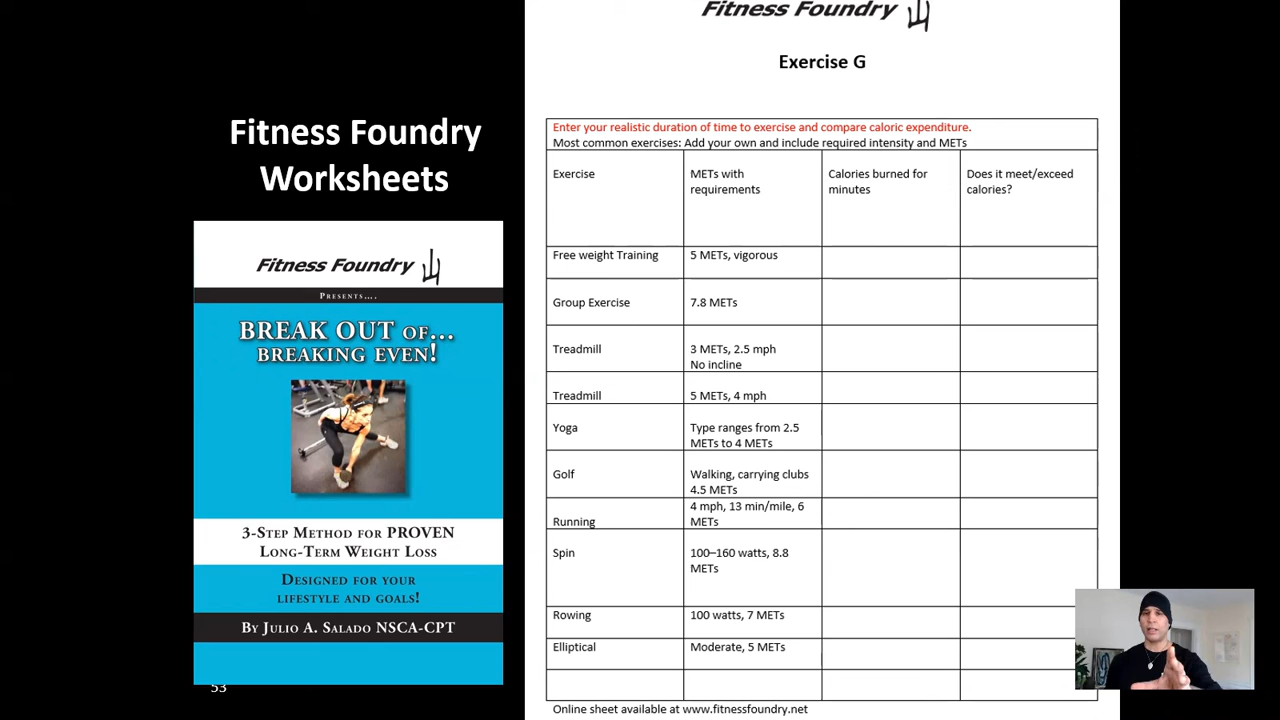 Fitness Foundry
Worksheets
Fitness Foundry
PRESENTS....
BREAK OUT OF...
BREAKING EVEN!
3-STEP METHOD FOR PROVEN
LONG-TERM WEIGHT LOSS
DESIGNED FOR YOUR
LIFESTYLE AND GOALS!
BY JULIO A. SALADO NSCA-CPT
53
Fitness Foundry
Exercise G
Enter your realistic duration of time to exercise and compare caloric expenditure.
Most common exercises: Add your own and include required intensity and METs
Exercise
METs with
requirements
Calories burned for
minutes
Does it meet/exceed
calories?
Free weight Training
5 METs, vigorous
Group Exercise
7.8 METs
Treadmill
3 METs, 2.5 mph
No incline
Treadmill
5 METs, 4 mph
Yoga
Type ranges from 2.5
METs to 4 METs
Golf
Walking, carrying clubs
4.5 METs
Running
4 mph, 13 min/mile, 6
METs
Spin
100–160 watts, 8.8
METs
Rowing
100 watts, 7 METs
Elliptical
Moderate, 5 METs
Online sheet available at www.fitnessfoundry.net